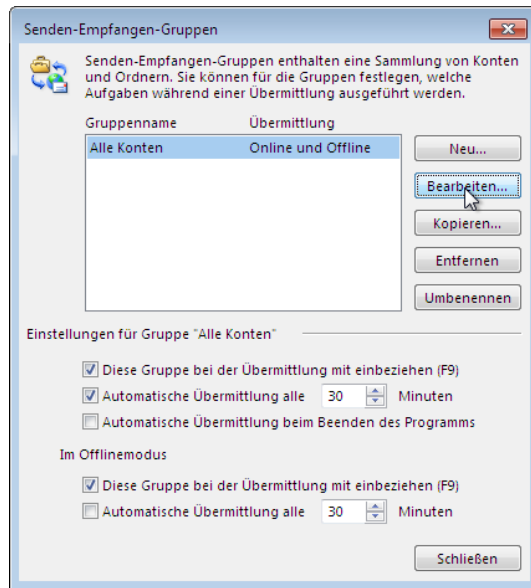 Senden-Empfangen-Gruppen
Senden-Empfangen-Gruppen enthalten eine Sammlung von Konten
und Ordnern. Sie können für die Gruppen festlegen, welche
Aufgaben während einer Übermittlung ausgeführt werden.
Gruppenname Übermittlung
Alle Konten Online und Offline
Neu...
Bearbeiten...
Kopieren...
Entfernen
Umbenennen
Einstellungen für Gruppe "Alle Konten"
Diese Gruppe bei der Übermittlung mit einbeziehen (F9)
Automatische Übermittlung alle 30 Minuten
Automatische Übermittlung beim Beenden des Programms
Im Offlinemodus
Diese Gruppe bei der Übermittlung mit einbeziehen (F9)
Automatische Übermittlung alle 30 Minuten
Schließen